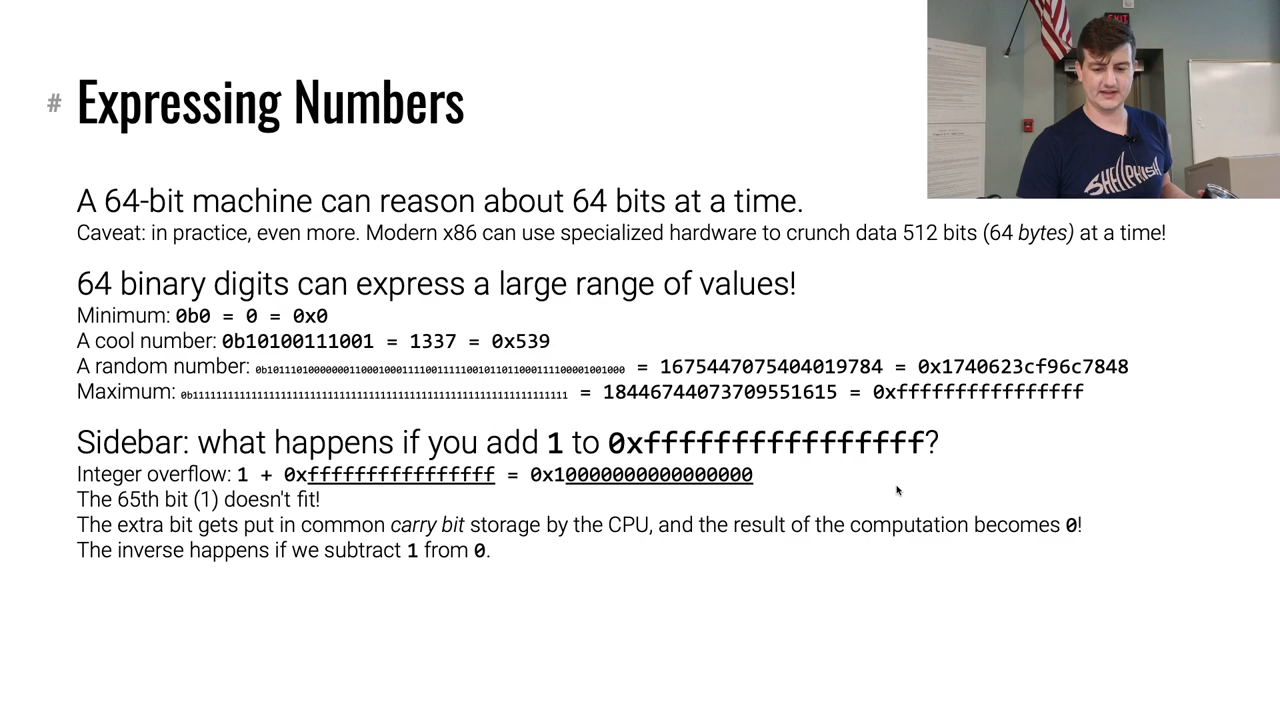 # Expressing Numbers
EXIT
SHELLPHISH
A 64-bit machine can reason about 64 bits at a time.
Caveat: in practice, even more. Modern x86 can use specialized hardware to crunch data 512 bits (64 bytes) at a time!
64 binary digits can express a large range of values!
Minimum: 0b0 = 0 = 0x0
A cool number: 0b10100111001 = 1337 = 0x539
A random number: = 1675447075404019784 = 0x1740623cf96c7848
Maximum: = 18446744073709551615 = 0xffffffffffffffff
Sidebar: what happens if you add 1 to 0xffffffffffffffff?
Integer overflow: 1 + 0xffffffffffffffff = 0x10000000000000000
The 65th bit (1) doesn't fit!
The extra bit gets put in common carry bit storage by the CPU, and the result of the computation becomes 0!
The inverse happens if we subtract 1 from 0.